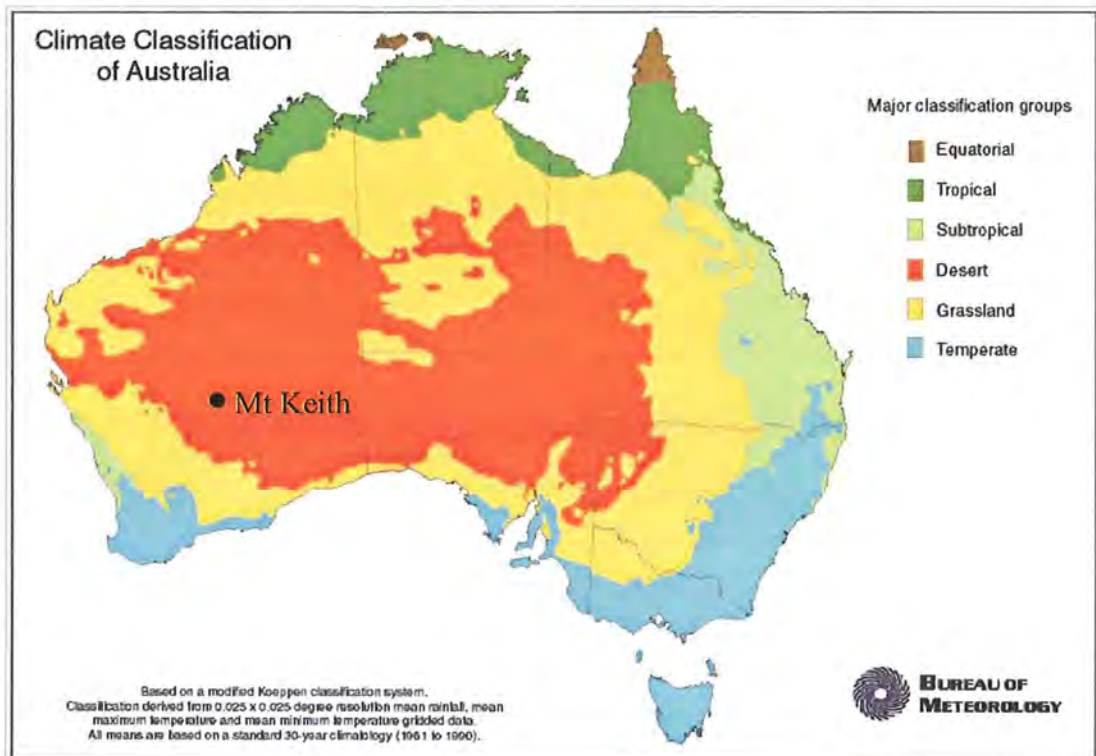 Climate Classification
of Australia
Major classification groups
Equatorial
Tropical
Subtropical
Desert
Grassland
Temperate
Mt Keith
Based on a modified Koeppen classification system.
Classification derived from 0.025 x 0.025 degree resolution mean rainfall, mean
maximum temperature and mean minimum temperature gridded data.
All means are based on a standard 30-year climatology (1961 to 1990).
BUREAU OF
METEOROLOGY